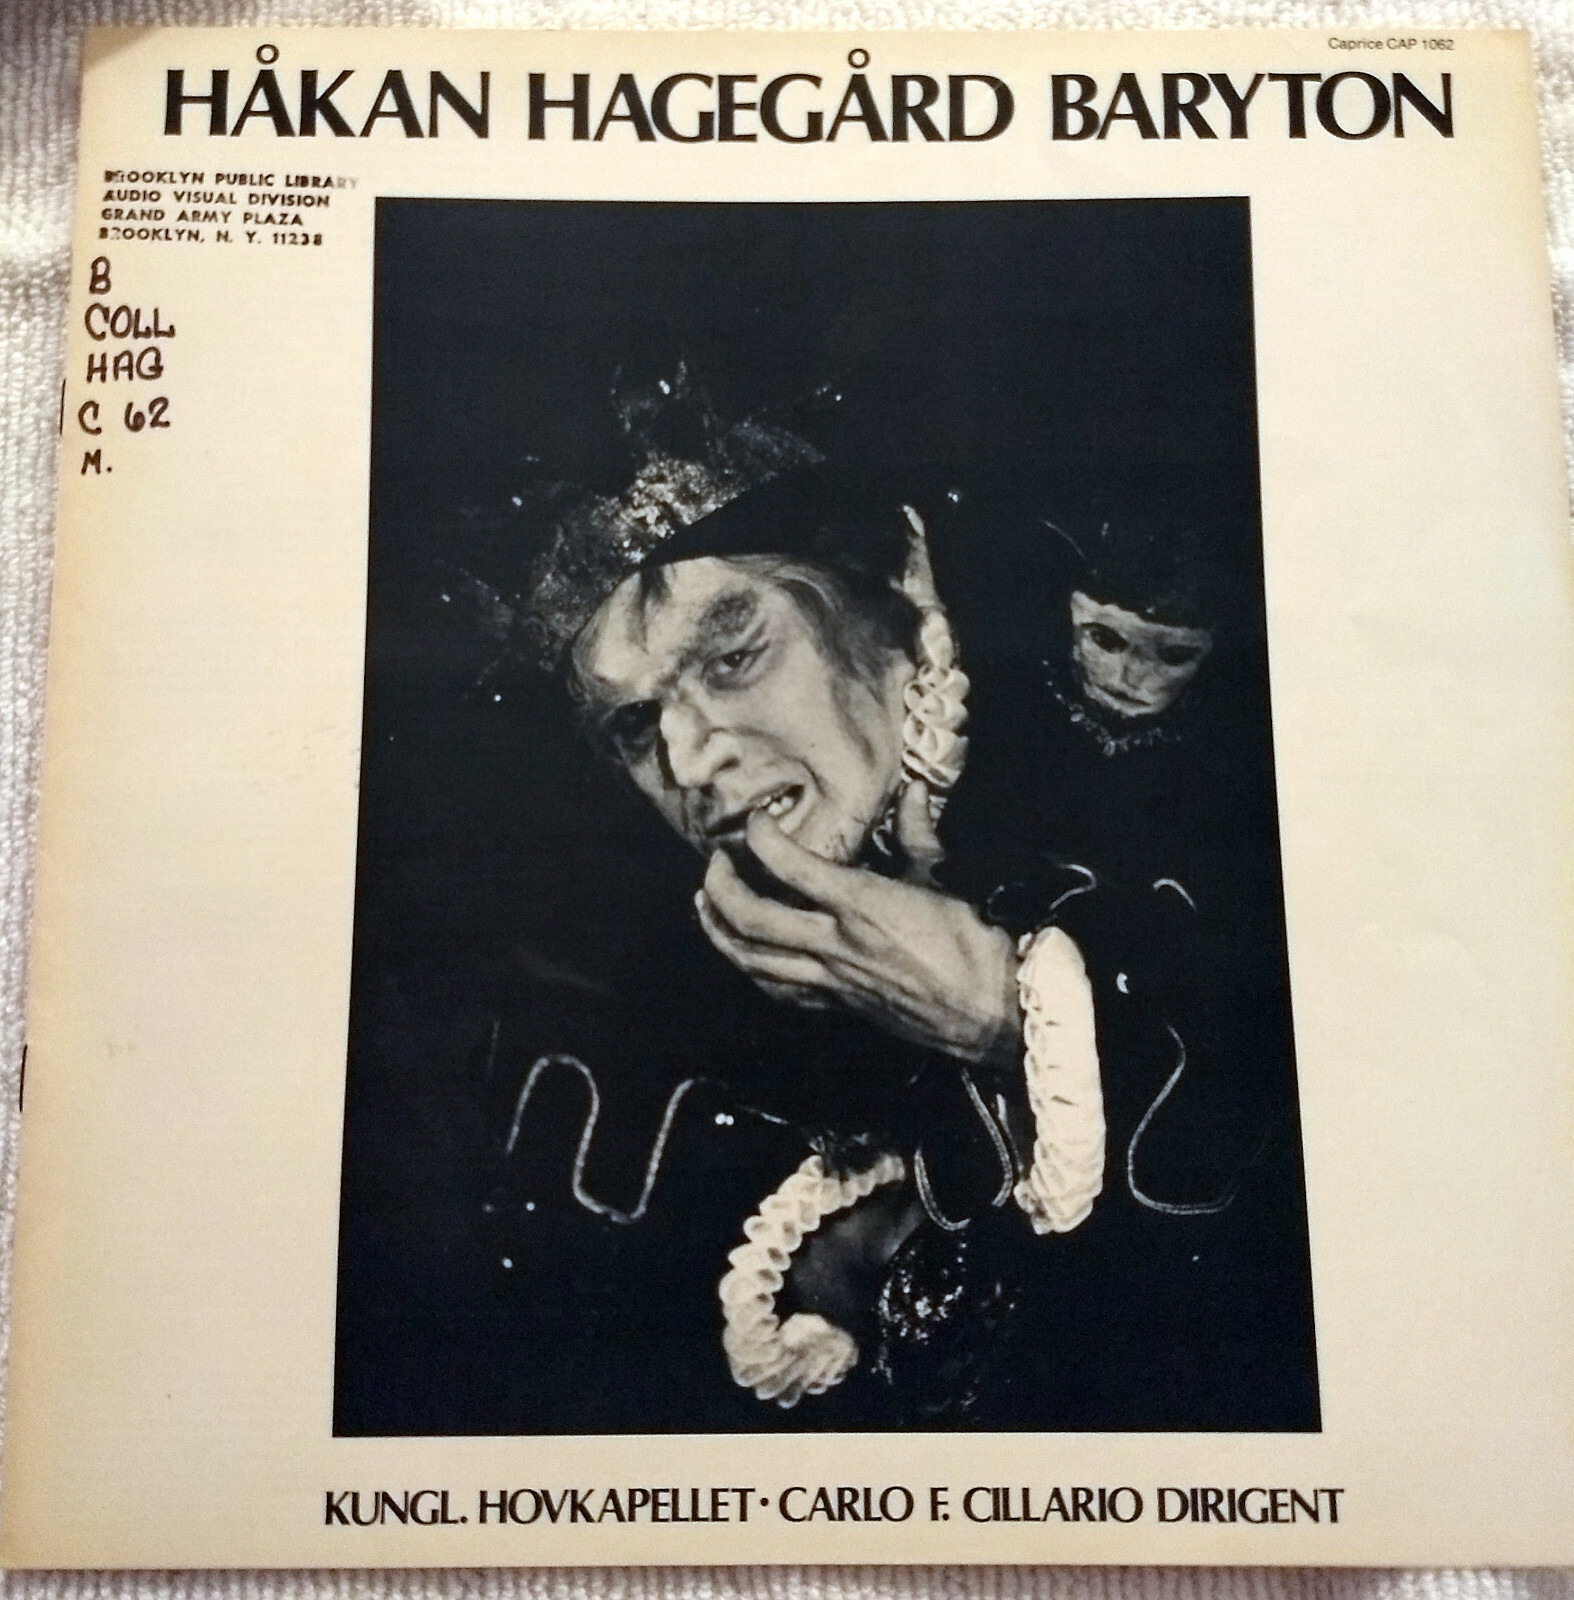 Caprice CAP 1062
HÅKAN HAGEGÅRD BARYTON
BROOKLYN PUBLIC LIBRARY
AUDIO VISUAL DIVISION
GRAND ARMY PLAZA
BROOKLYN, N. Y. 11238
B
COLL
HAG
C 62
M.
KUNGL. HOVKAPELLET · CARLO F. CILLARIO DIRIGENT